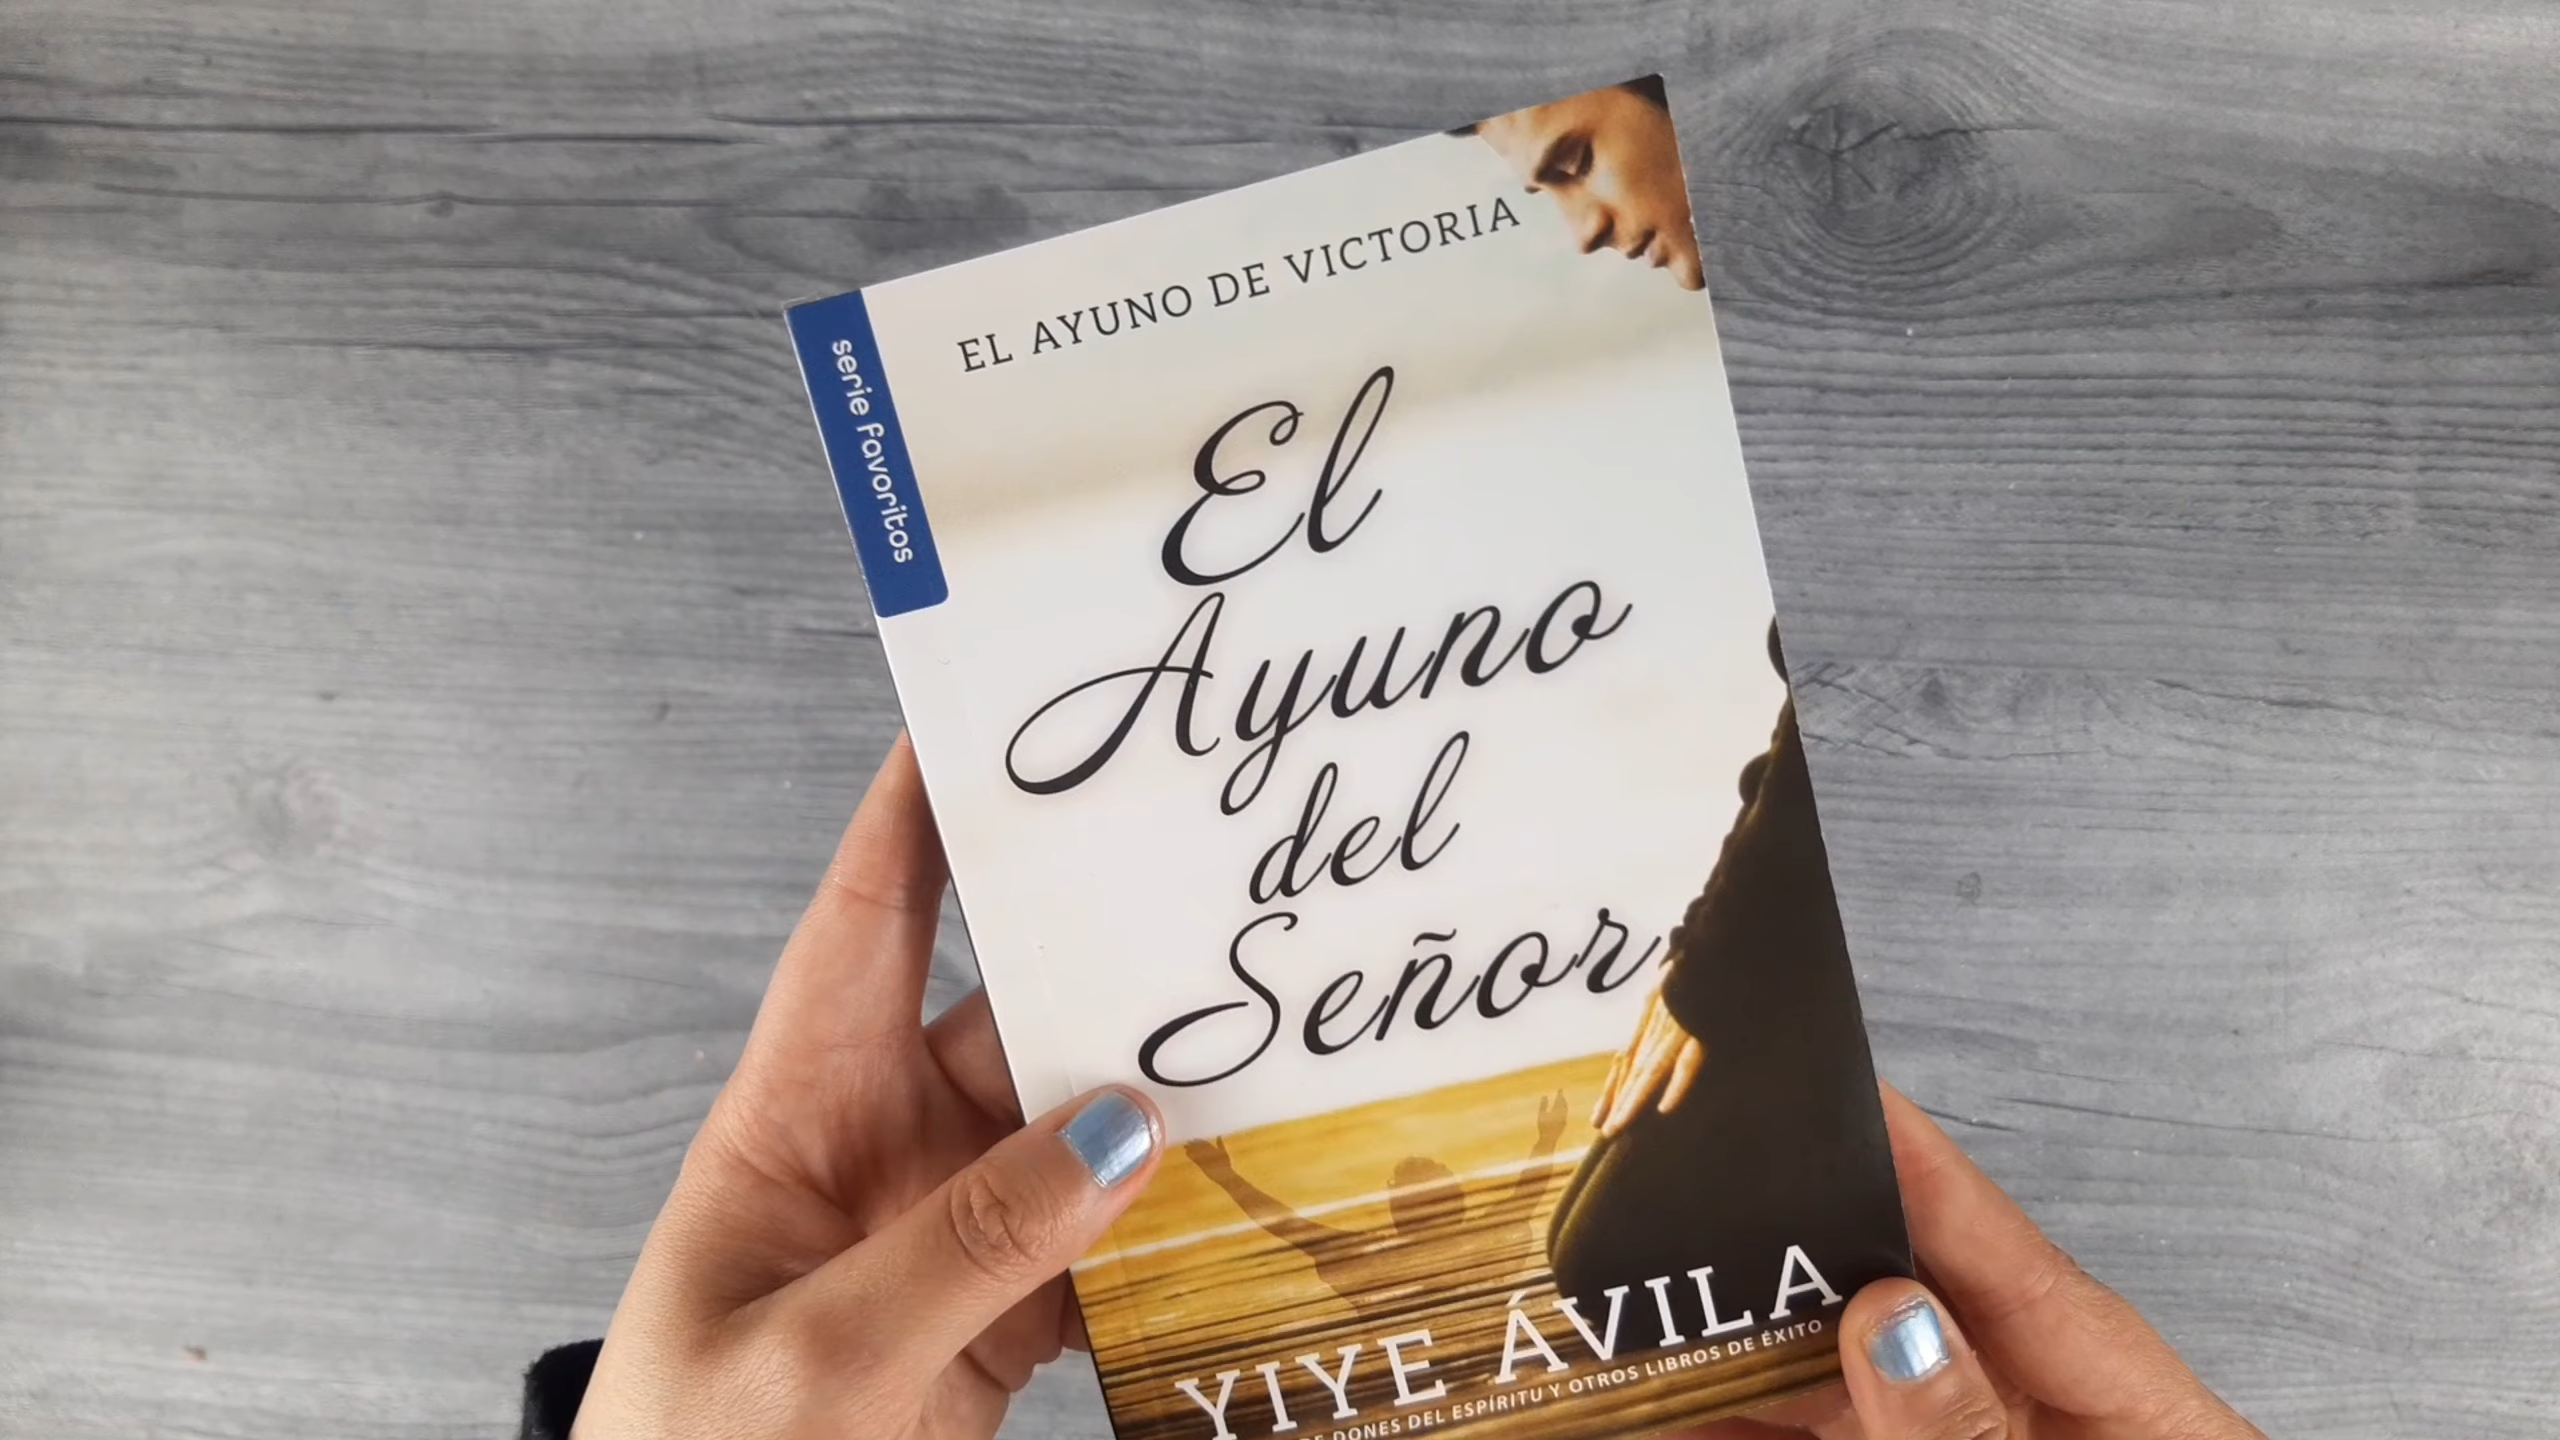 EL AYUNO DE VICTORIA
serie favoritos
El
Ayuno
del
Señor
YIYE ÁVILA
DONES DEL ESPÍRITU Y OTROS LIBROS DE ÉXITO